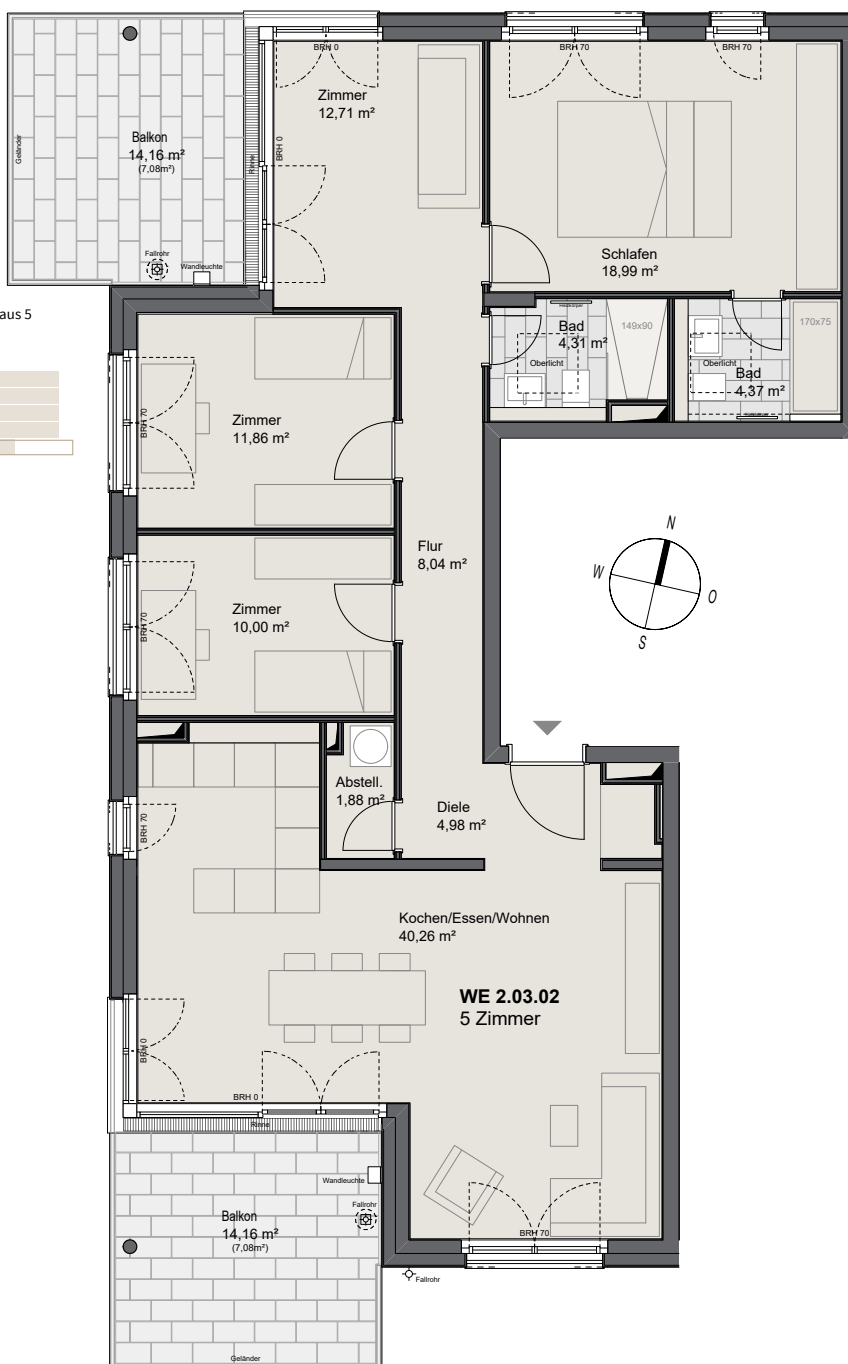 BRH 0
BRH 70
BRH 70
Zimmer
12,71 m²
Geländer
Balkon
14,16 m²
(7,08m²)
Rinne
BRH 0
Fallrohr
Wandleuchte
Schlafen
18,99 m²
aus 5
Bad
4,31 m²
Oberlicht
149x90
Oberlicht
Bad
4,37 m²
170x75
BRH 70
Zimmer
11,86 m²
N
W
O
S
Flur
8,04 m²
BRH 70
Zimmer
10,00 m²
Abstell.
1,88 m²
Diele
4,98 m²
BRH 70
Kochen/Essen/Wohnen
40,26 m²
WE 2.03.02
5 Zimmer
BRH 0
BRH 0
Rinne
Wandleuchte
Fallrohr
Balkon
14,16 m²
(7,08m²)
BRH 70
Fallrohr
Geländer